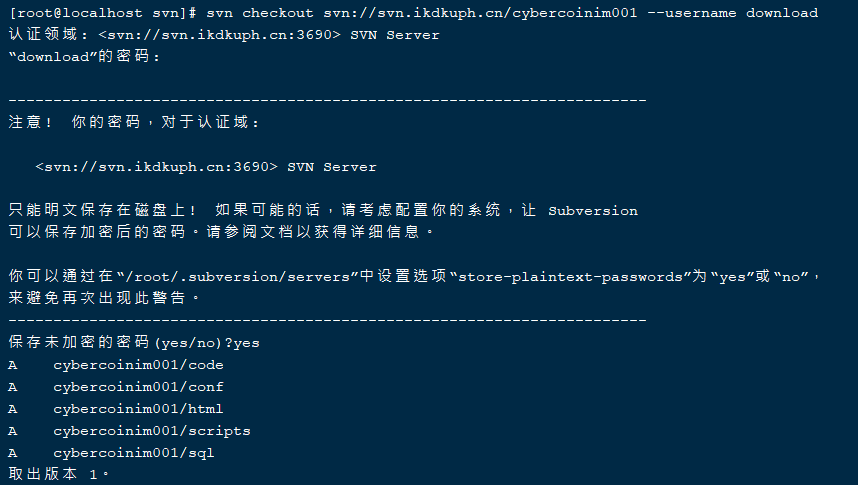 [root@localhost svn]# svn checkout svn://svn.ikdkuph.cn/cybercoinim001 --username download
认证领域: <svn://svn.ikdkuph.cn:3690> SVN Server
“download”的密码:
-----------------------------------------------------------------------
注意! 你的密码,对于认证域:
<svn://svn.ikdkuph.cn:3690> SVN Server
只能明文保存在磁盘上! 如果可能的话,请考虑配置你的系统,让 Subversion
可以保存加密后的密码。请参阅文档以获得详细信息。
你可以通过在“/root/.subversion/servers”中设置选项“store-plaintext-passwords”为“yes”或“no”,
来避免再次出现此警告。
-----------------------------------------------------------------------
保存未加密的密码(yes/no)?yes
A    cybercoinim001/code
A    cybercoinim001/conf
A    cybercoinim001/html
A    cybercoinim001/scripts
A    cybercoinim001/sql
取出版本 1。